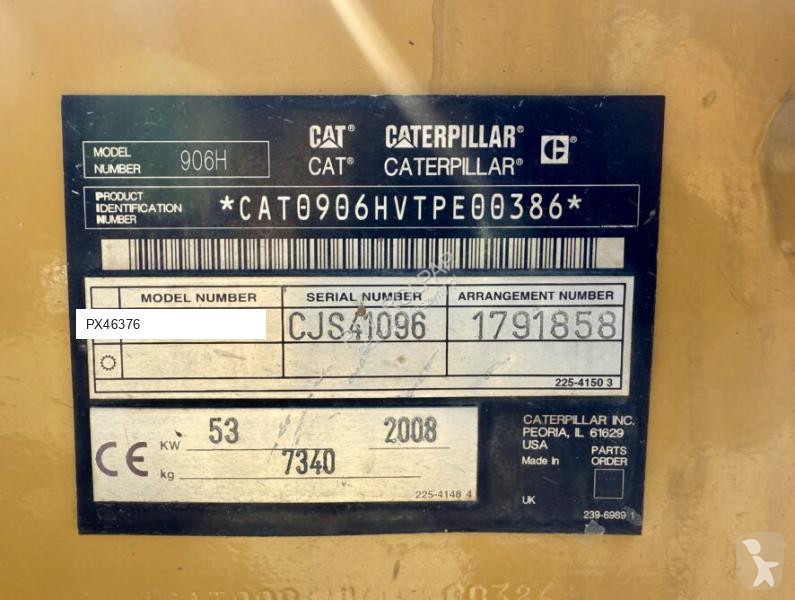 MODEL NUMBER 906H
CAT® CATERPILLAR®
CAT® CATERPILLAR®
PRODUCT IDENTIFICATION NUMBER *CAT0906HVTPE00386*
MODEL NUMBER SERIAL NUMBER ARRANGEMENT NUMBER
PX46376 CJS41096 1791858
225-4150 3
CE KW 53 2008
kg 7340
225-4148 4
CATERPILLAR INC.
PEORIA, IL 61629
USA
Made In
PARTS ORDER
UK
239-6989 1